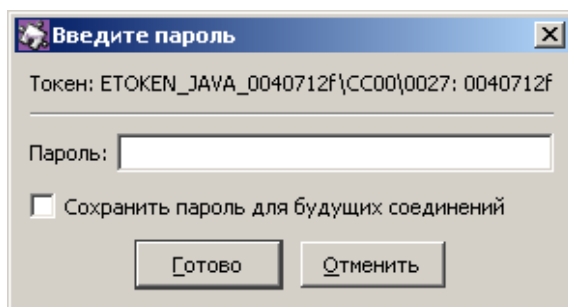 Введите пароль
Токен: ETOKEN_JAVA_0040712f\CC00\0027: 0040712f
Пароль:
Сохранить пароль для будущих соединений
Готово Отменить